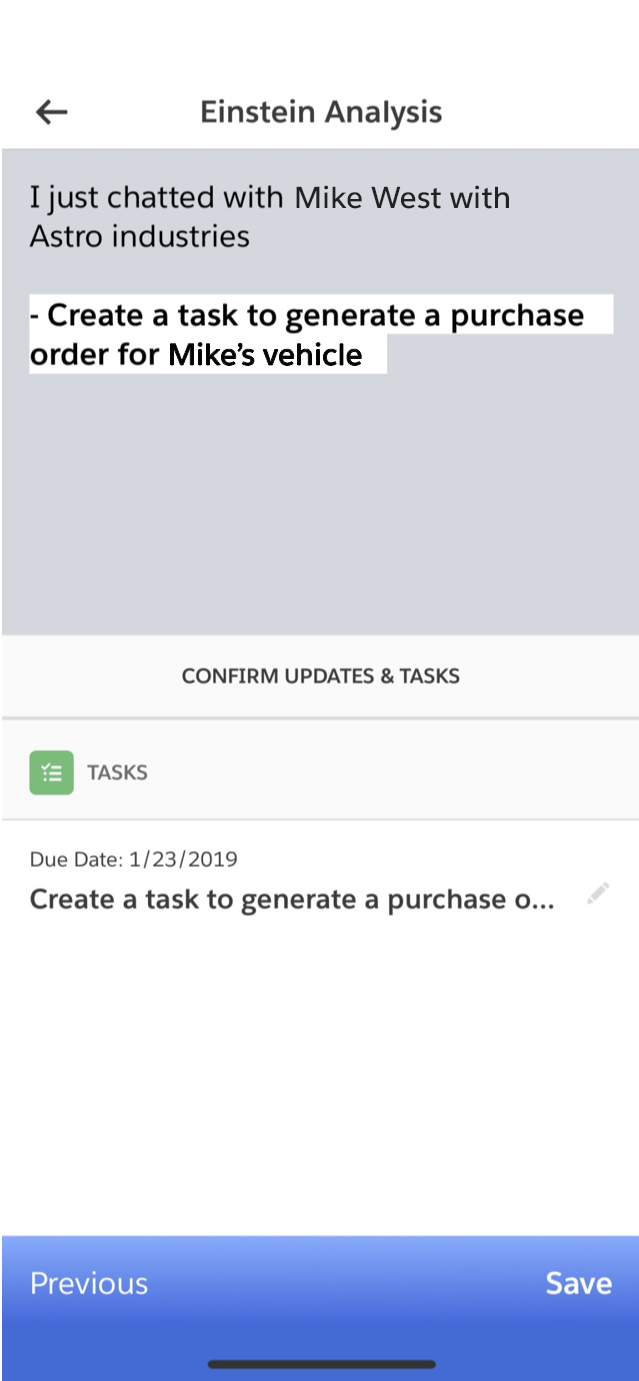 Einstein Analysis
I just chatted with Mike West with
Astro industries
- Create a task to generate a purchase
order for Mike’s vehicle
CONFIRM UPDATES & TASKS
TASKS
Due Date: 1/23/2019
Create a task to generate a purchase o...
Previous
Save